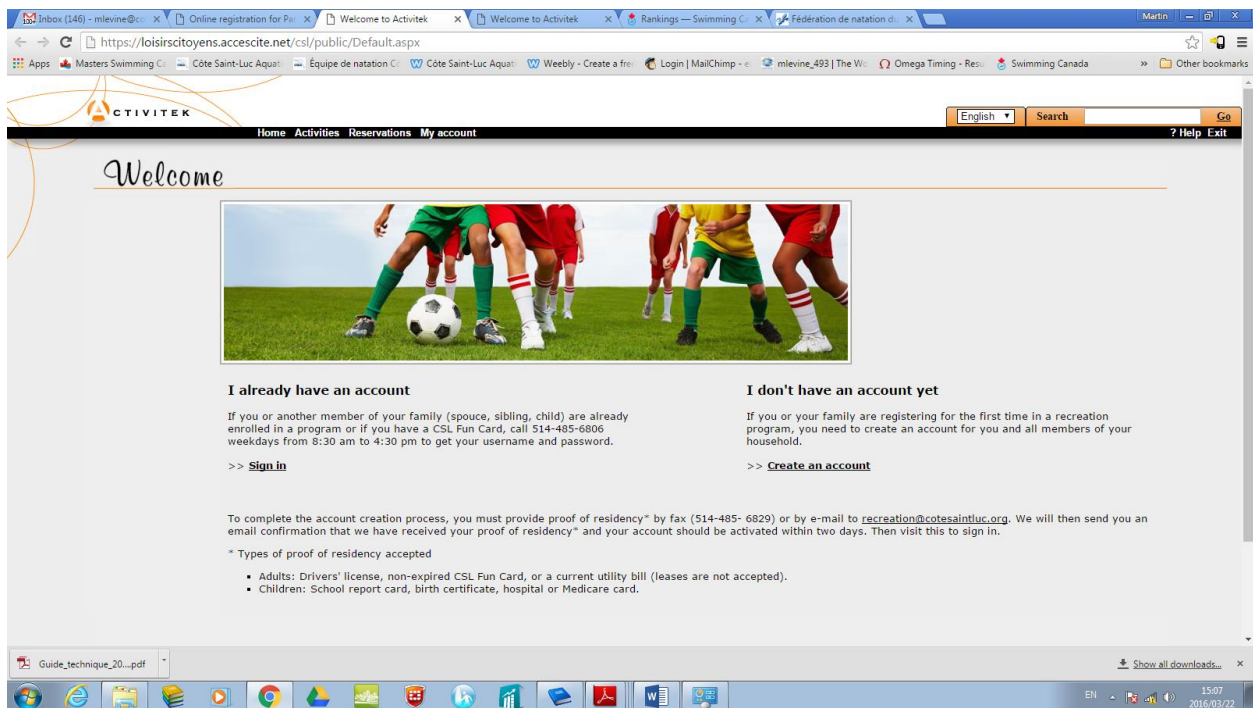 Inbox (146) - mlevine@co
Online registration for Par
Welcome to Activitek
Welcome to Activitek
Rankings — Swimming Ca
Fédération de natation du
Martin
https://loisirscitoyens.accescite.net/csl/public/Default.aspx
Apps
Masters Swimming Ca
Côte Saint-Luc Aquat
Équipe de natation Cô
Côte Saint-Luc Aquat
Weebly - Create a free
Login | MailChimp - e
mlevine_493 | The Wo
Omega Timing - Resu
Swimming Canada
» Other bookmarks
ACTIVITEK
English
Search
Go
Home Activities Reservations My account
? Help Exit
Welcome
I already have an account
If you or another member of your family (spouce, sibling, child) are already
enrolled in a program or if you have a CSL Fun Card, call 514-485-6806
weekdays from 8:30 am to 4:30 pm to get your username and password.
>> Sign in
I don't have an account yet
If you or your family are registering for the first time in a recreation
program, you need to create an account for you and all members of your
household.
>> Create an account
To complete the account creation process, you must provide proof of residency* by fax (514-485- 6829) or by e-mail to recreation@cotesaintluc.org. We will then send you an
email confirmation that we have received your proof of residency* and your account should be activated within two days. Then visit this to sign in.
* Types of proof of residency accepted
▪ Adults: Drivers' license, non-expired CSL Fun Card, or a current utility bill (leases are not accepted).
▪ Children: School report card, birth certificate, hospital or Medicare card.
Guide_technique_20....pdf
Show all downloads...
EN
15:07
2016/03/22